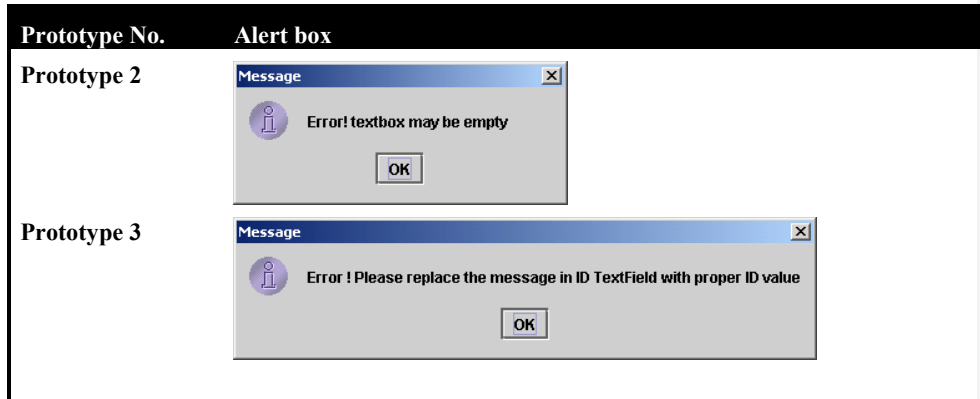 Prototype No. Alert box
Prototype 2
Message
Error! textbox may be empty
OK
Prototype 3
Message
Error ! Please replace the message in ID TextField with proper ID value
OK